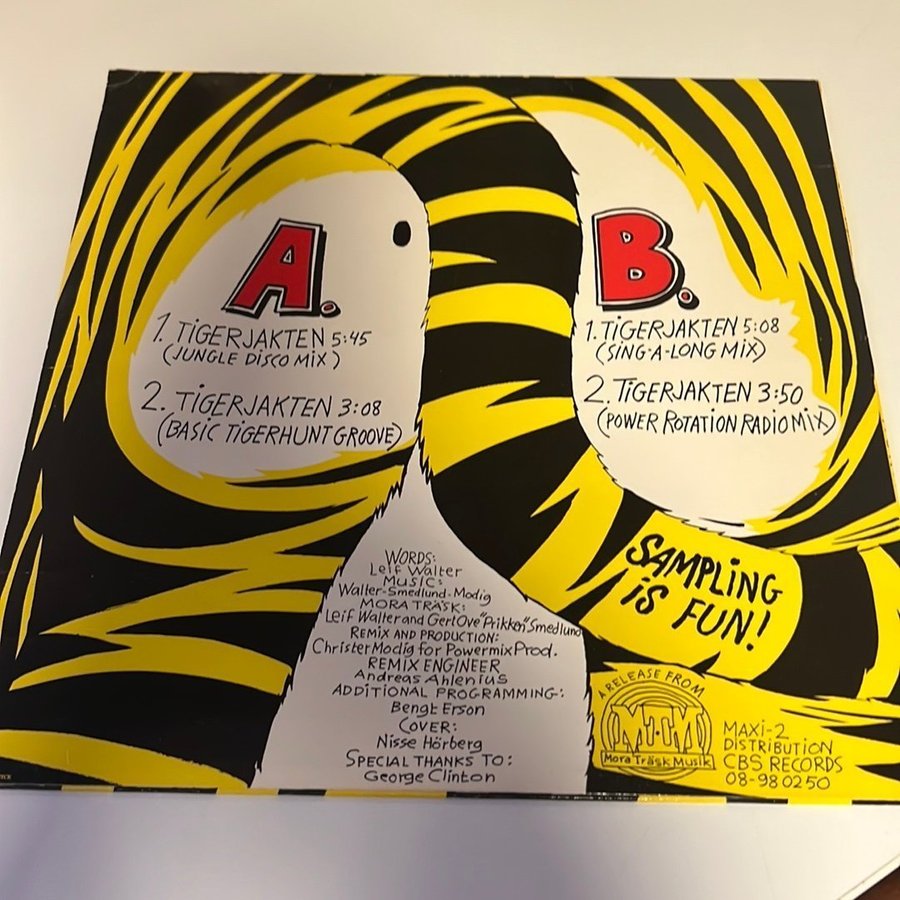 A.
1. TIGERJAKTEN 5:45
(JUNGLE DISCO MIX)
2. TIGERJAKTEN 3:08
(BASIC TIGERHUNT GROOVE)
B.
1. TIGERJAKTEN 5:08
(SING-A-LONG MIX)
2. TIGERJAKTEN 3:50
(POWER ROTATION RADIO MIX)
SAMPLING
iS FUN!
WORDS:
Leif Walter
MUSIC:
Walter-Smedlund-Modig
MORA TRÄSK:
Leif Walter and Gert Ove "Prikken" Smedlund
REMIX AND PRODUCTION:
Christer Modig for Powermix Prod.
REMIX ENGINEER
Andreas Ahlenius
ADDITIONAL PROGRAMMING:
Bengt Erson
COVER:
Nisse Hörberg
SPECIAL THANKS TO:
George Clinton
A RELEASE FROM
MTM
Mora Träsk Musik
MAXI-2
DISTRIBUTION
CBS RECORDS
08-98 02 50